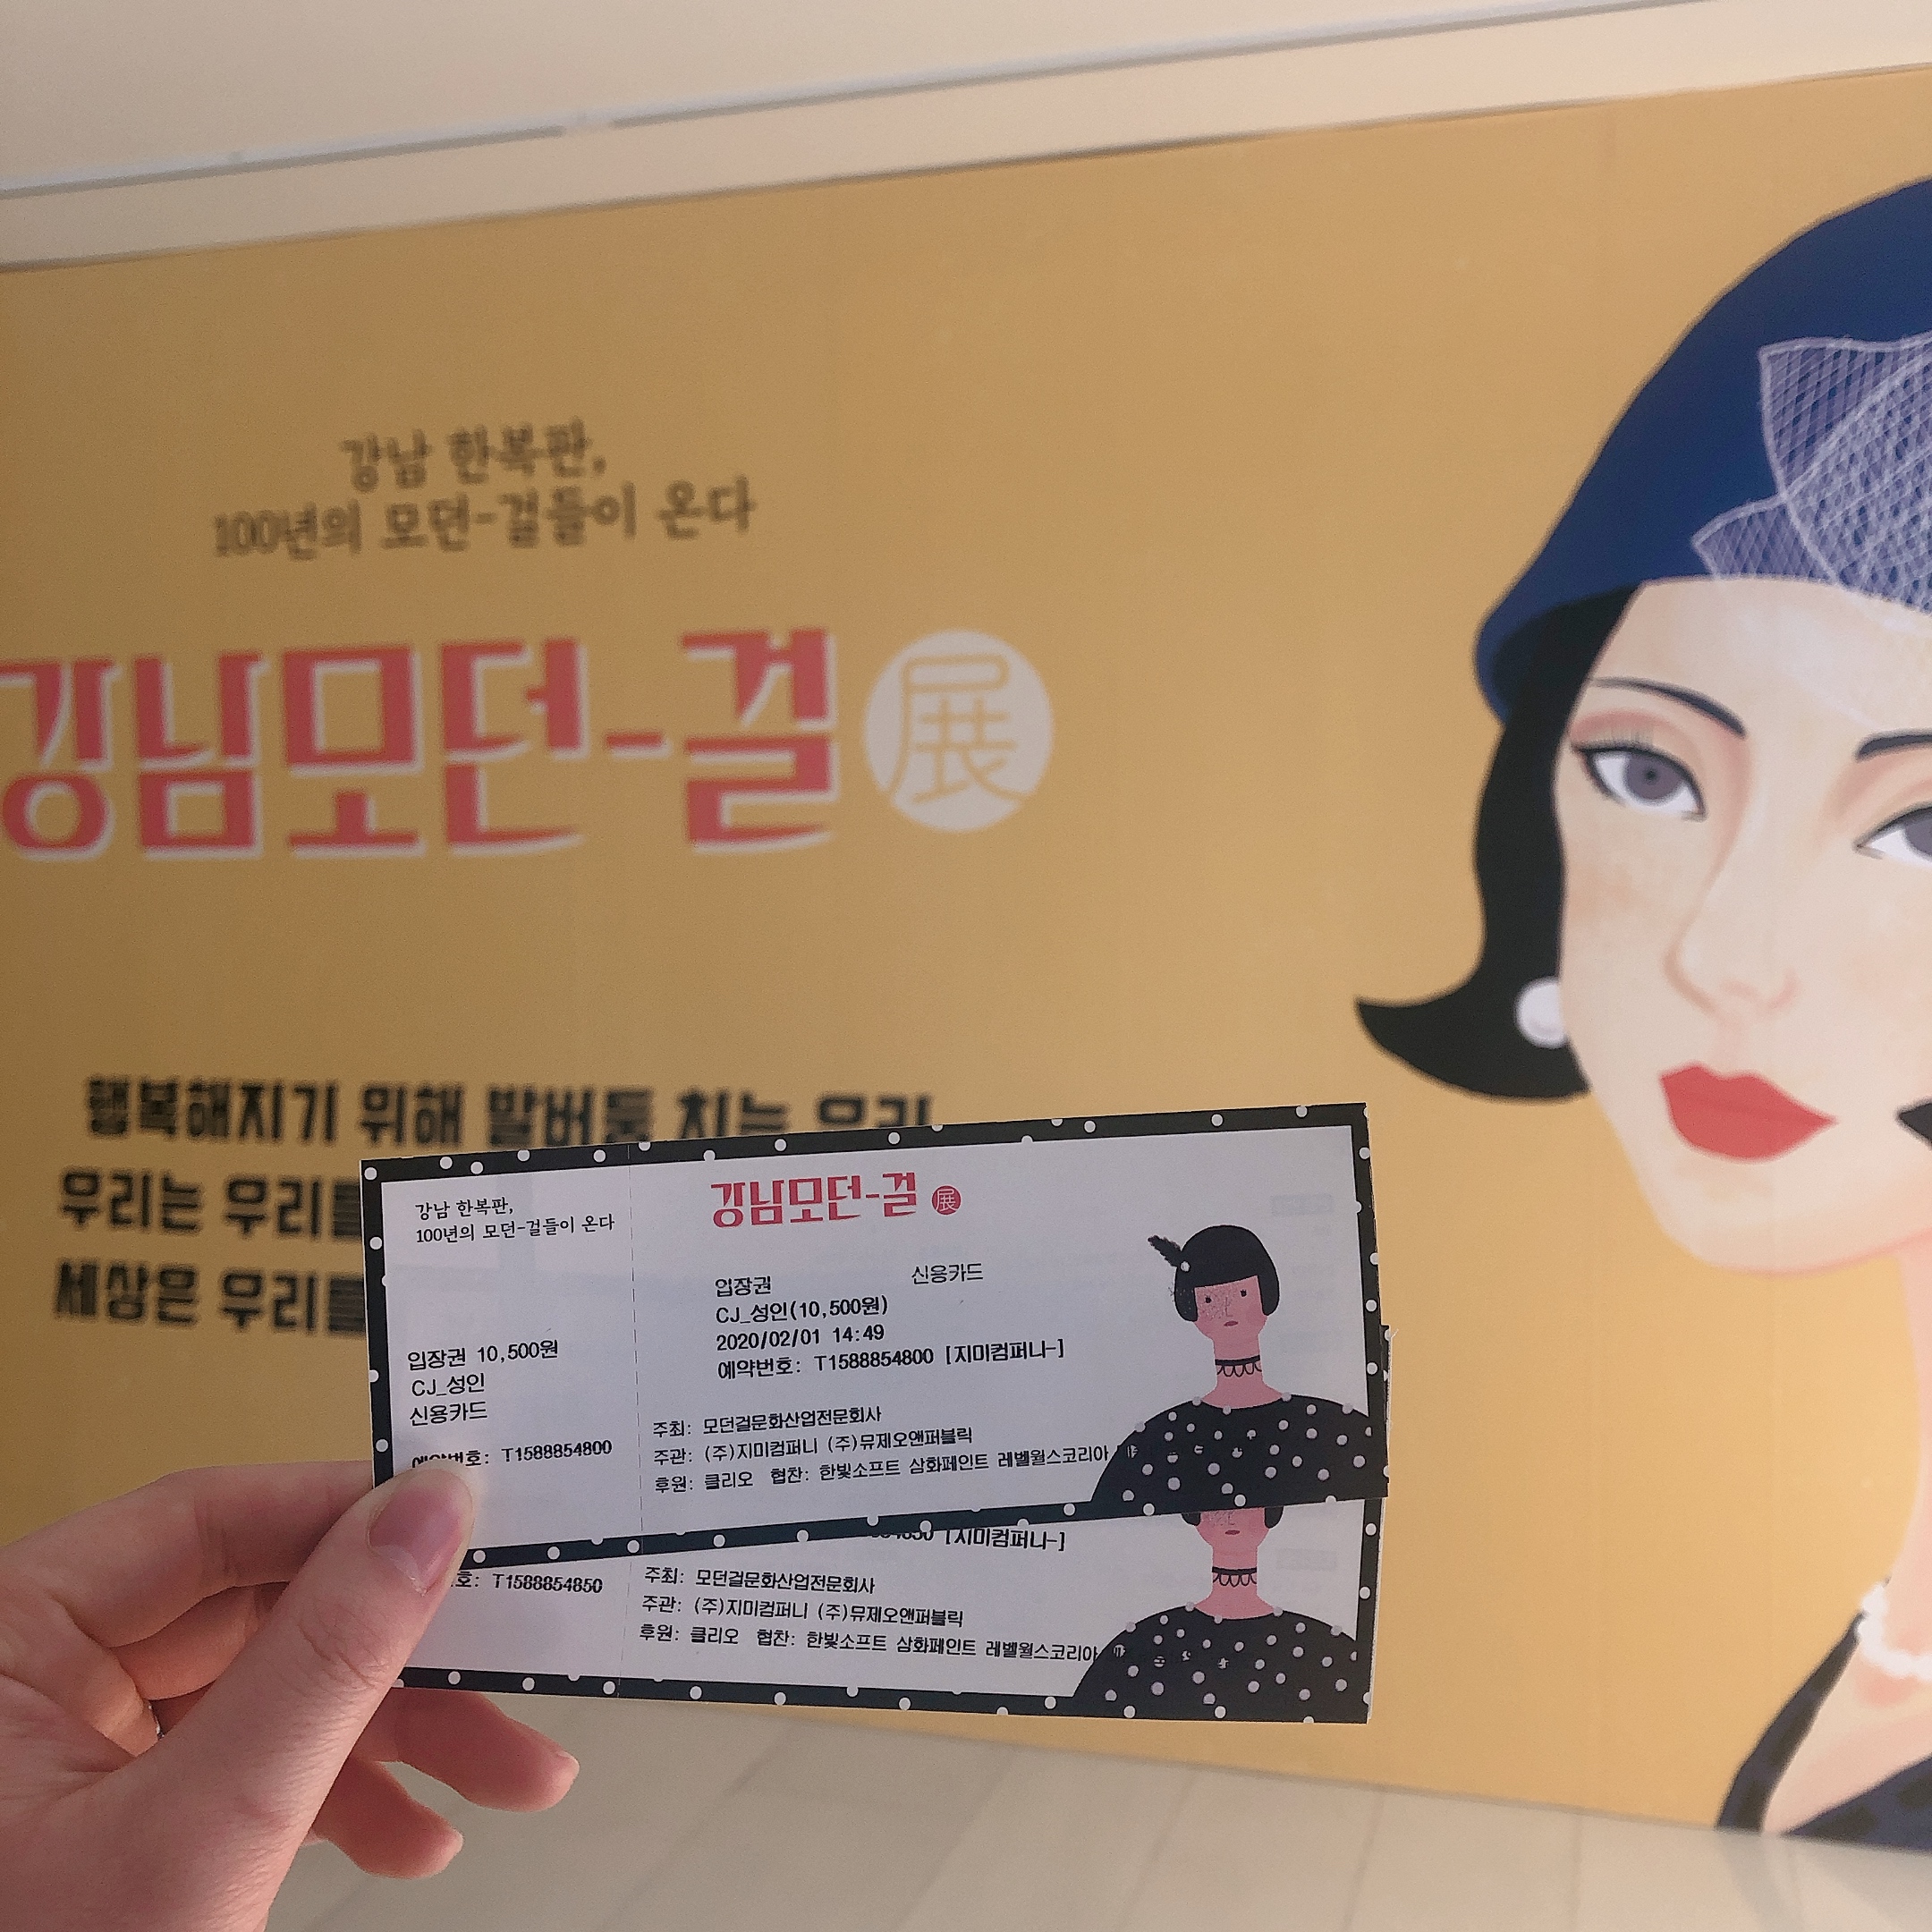 강남 한복판,
100년의 모던-걸들이 온다
강남모던-걸 展
행복해지기 위해 발버둥 치는 우리
우리는 우리를
세상은 우리를
강남 한복판,
100년의 모던-걸들이 온다
입장권 10,500원
CJ_성인
신용카드
예약번호: T1588854800
강남모던-걸 展
입장권 신용카드
CJ_성인(10,500원)
2020/02/01 14:49
예약번호: T1588854800 [지미컴퍼니-]
주최: 모던걸문화산업전문회사
주관: (주)지미컴퍼니 (주)뮤제오앤퍼블릭
후원: 클리오 협찬: 한빛소프트 삼화페인트 레벨월스코리아
[지미컴퍼니-]
호: T1588854850
주최: 모던걸문화산업전문회사
주관: (주)지미컴퍼니 (주)뮤제오앤퍼블릭
후원: 클리오 협찬: 한빛소프트 삼화페인트 레벨월스코리아